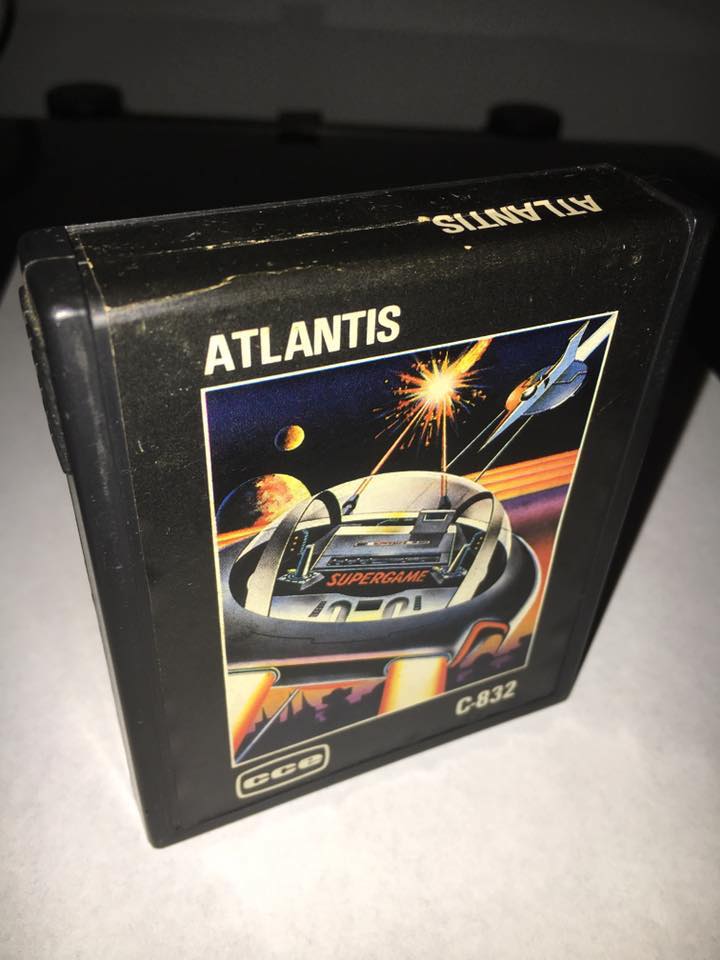 ATLANTIS
ATLANTIS
SUPERGAME
C-832
cce